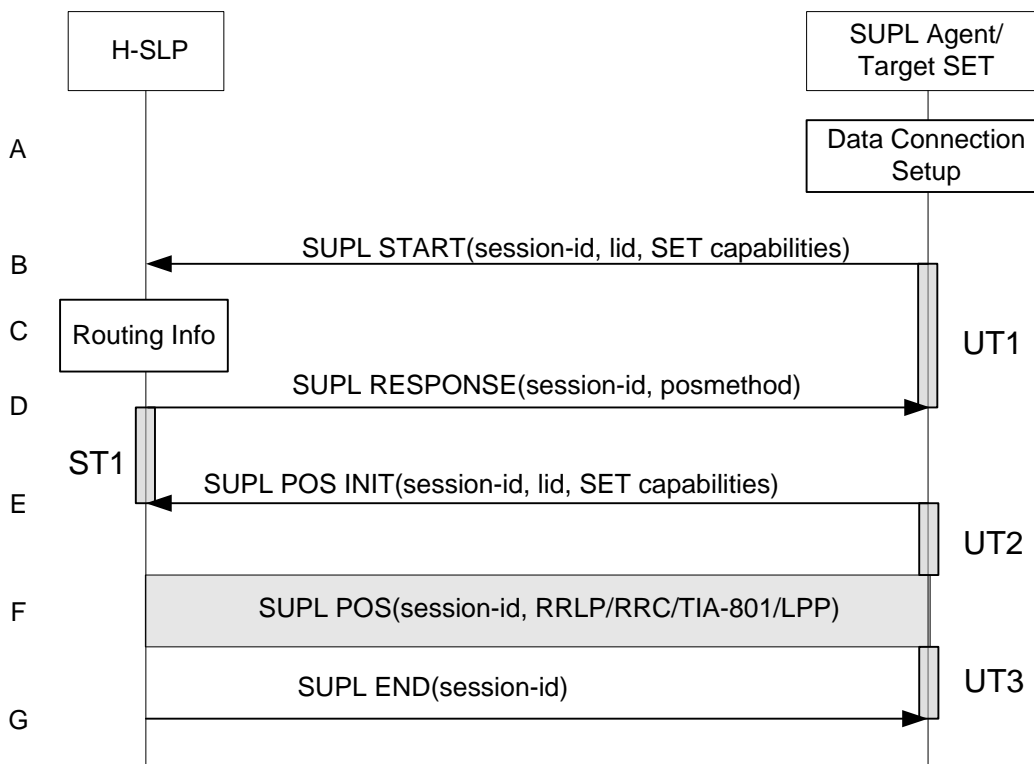 H-SLP
SUPL Agent/
Target SET
A
Data Connection
Setup
B
SUPL START(session-id, lid, SET capabilities)
C
Routing Info
UT1
D
SUPL RESPONSE(session-id, posmethod)
ST1
E
SUPL POS INIT(session-id, lid, SET capabilities)
UT2
F
SUPL POS(session-id, RRLP/RRC/TIA-801/LPP)
UT3
SUPL END(session-id)
G